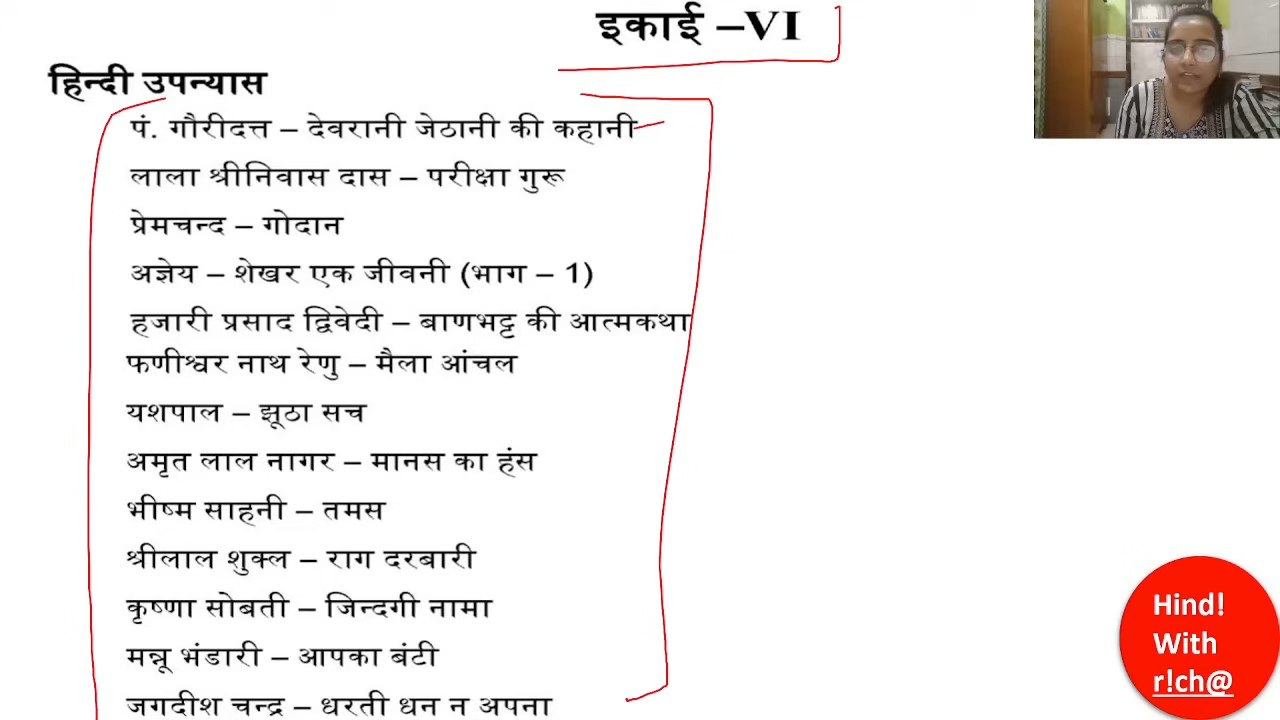 इकाई –VI
हिन्दी उपन्यास
पं. गौरीदत्त – देवरानी जेठानी की कहानी
लाला श्रीनिवास दास – परीक्षा गुरू
प्रेमचन्द – गोदान
अज्ञेय – शेखर एक जीवनी (भाग – 1)
हजारी प्रसाद द्विवेदी – बाणभट्ट की आत्मकथा
फणीश्वर नाथ रेणु – मैला आंचल
यशपाल – झूठा सच
अमृत लाल नागर – मानस का हंस
भीष्म साहनी – तमस
श्रीलाल शुक्ल – राग दरबारी
कृष्णा सोबती – जिन्दगी नामा
मन्नू भंडारी – आपका बंटी
जगदीश चन्द्र – धरती धन न अपना
Hind!
With
r!ch@